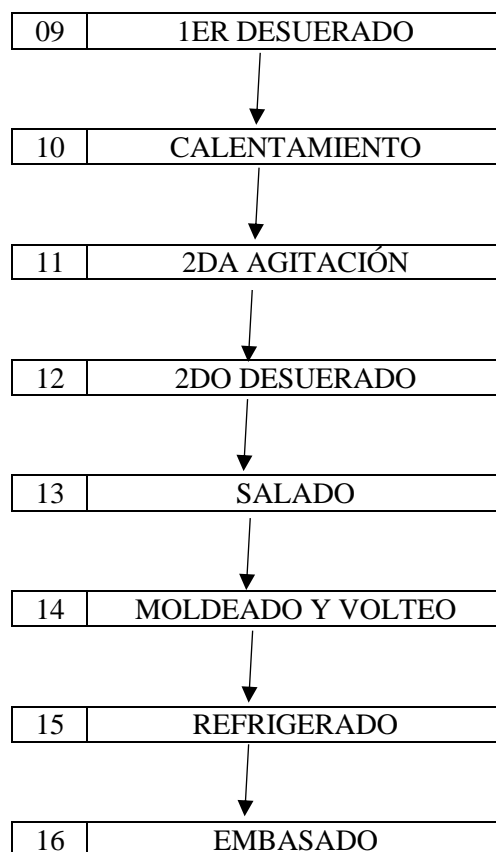 09 1ER DESUERADO
10 CALENTAMIENTO
11 2DA AGITACIÓN
12 2DO DESUERADO
13 SALADO
14 MOLDEADO Y VOLTEO
15 REFRIGERADO
16 EMBASADO